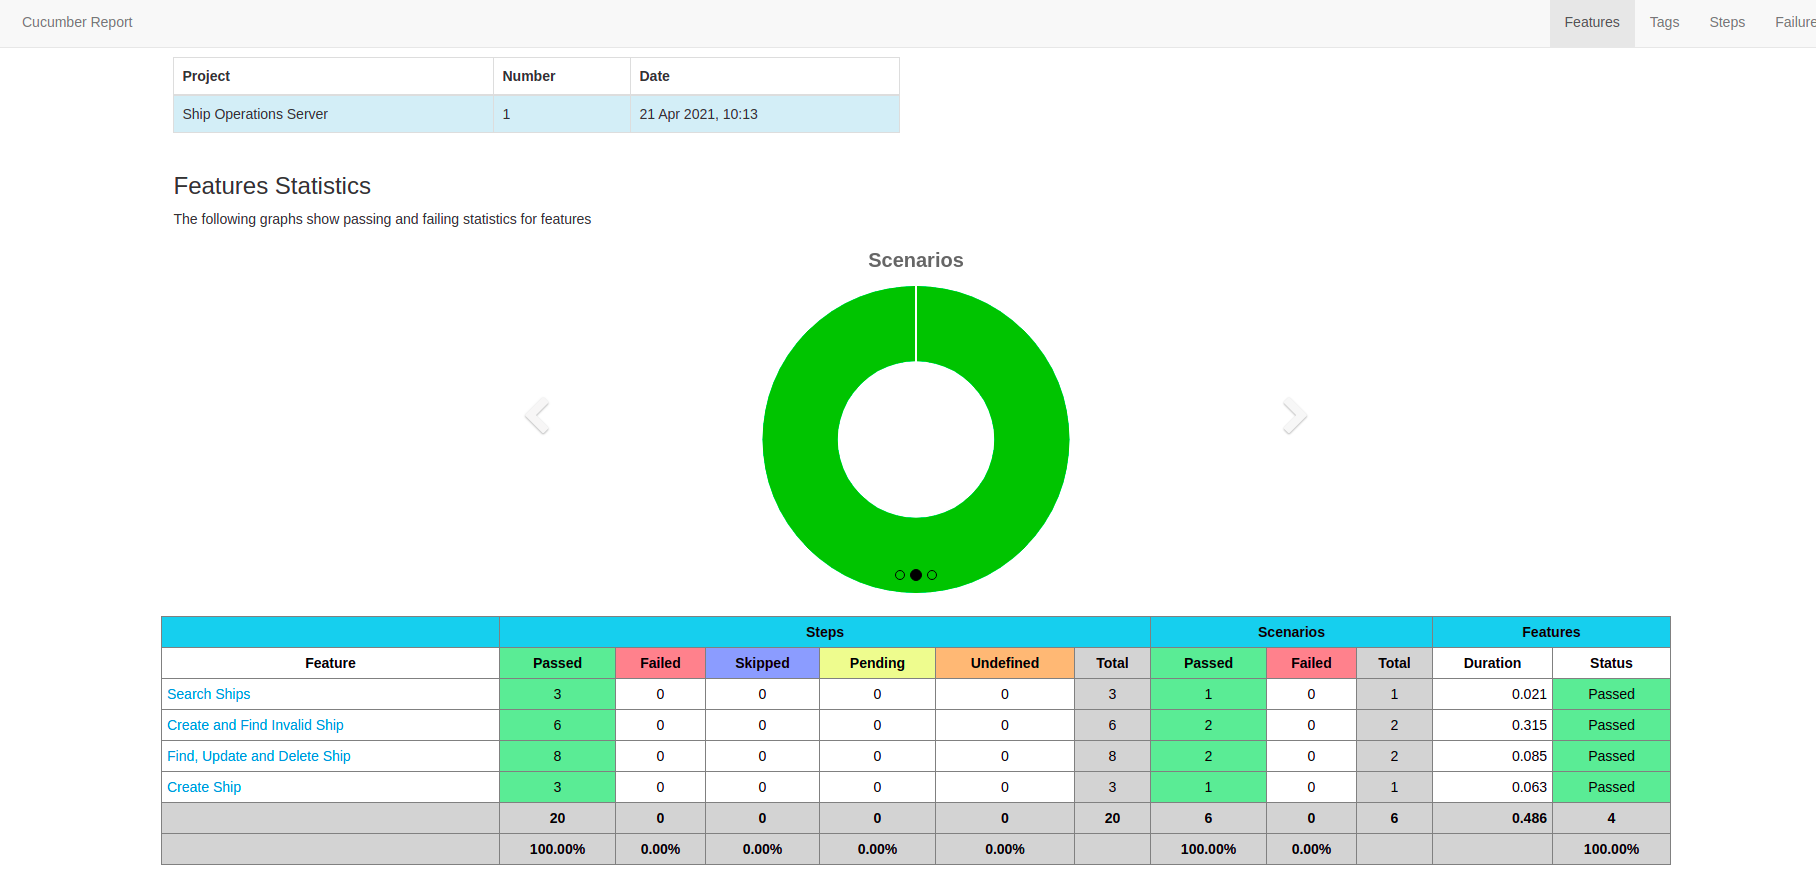 Cucumber Report Features Tags Steps Failure
Project Number Date
Ship Operations Server 1 21 Apr 2021, 10:13
Features Statistics
The following graphs show passing and failing statistics for features
Scenarios
Steps Scenarios Features
Feature Passed Failed Skipped Pending Undefined Total Passed Failed Total Duration Status
Search Ships 3 0 0 0 0 3 1 0 1 0.021 Passed
Create and Find Invalid Ship 6 0 0 0 0 6 2 0 2 0.315 Passed
Find, Update and Delete Ship 8 0 0 0 0 8 2 0 2 0.085 Passed
Create Ship 3 0 0 0 0 3 1 0 1 0.063 Passed
20 0 0 0 0 20 6 0 6 0.486 4
100.00% 0.00% 0.00% 0.00% 0.00% 100.00% 0.00% 100.00%